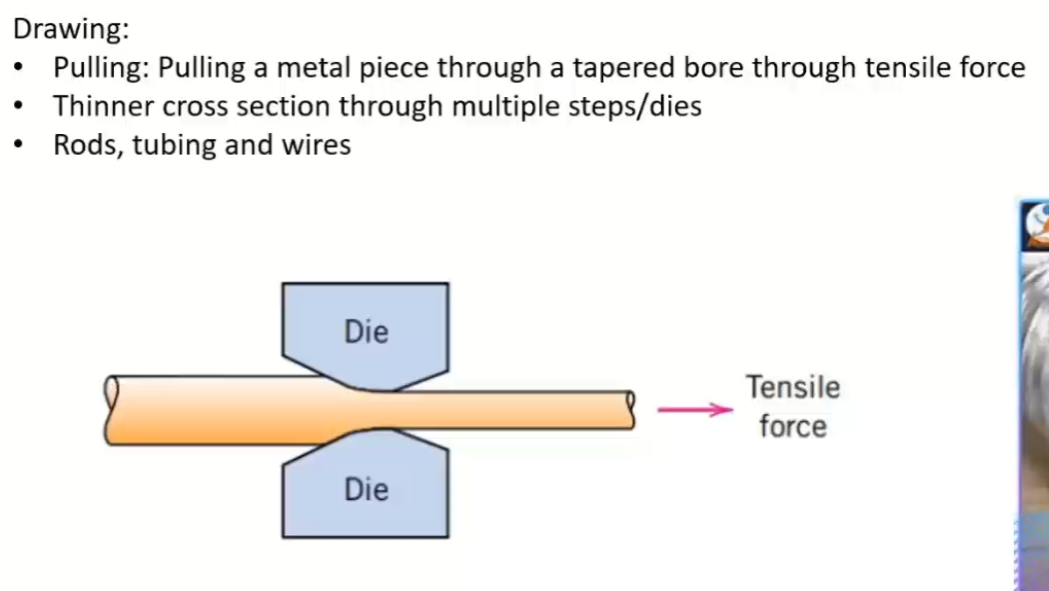 Drawing:
• Pulling: Pulling a metal piece through a tapered bore through tensile force
• Thinner cross section through multiple steps/dies
• Rods, tubing and wires
Die
Tensile
force
Die